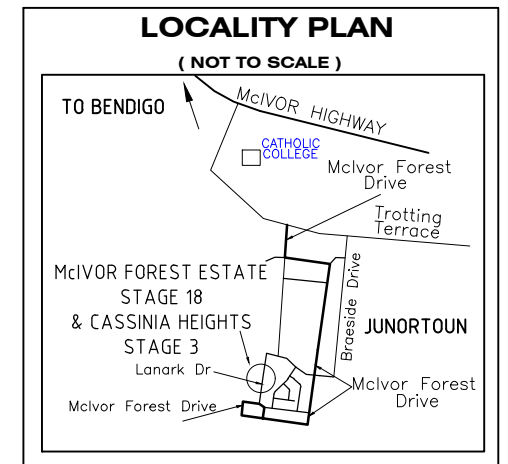 LOCALITY PLAN
( NOT TO SCALE )
TO BENDIGO
McIVOR HIGHWAY
CATHOLIC
COLLEGE
McIvor Forest
Drive
Trotting
Terrace
McIVOR FOREST ESTATE
STAGE 18
& CASSINIA HEIGHTS
STAGE 3
Braeside Drive
JUNORTOUN
Lanark Dr
McIvor Forest Drive
McIvor Forest
Drive